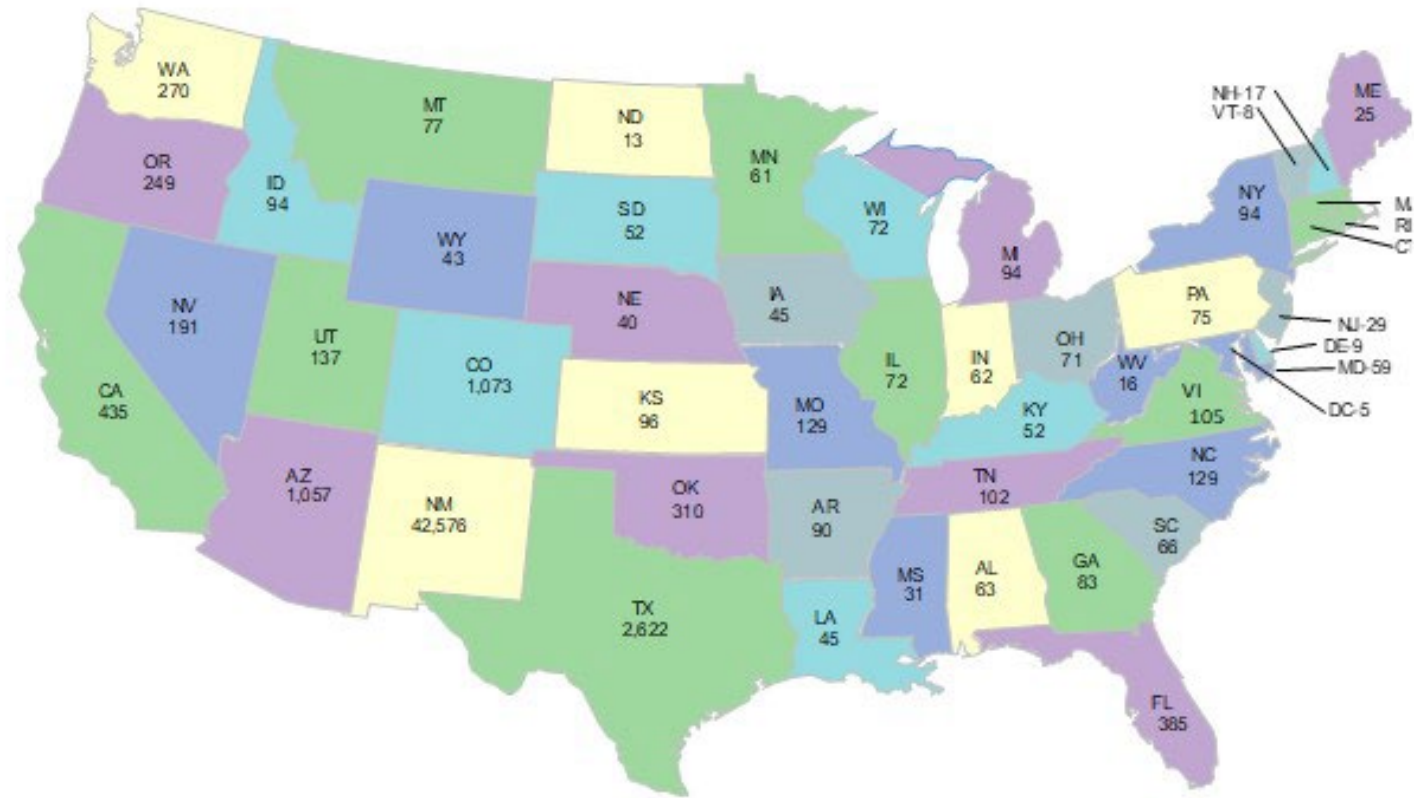 WA
270
MT
77
ND
13
MN
61
NH-17
VT-8
ME
25
OR
249
ID
94
SD
52
WI
72
NY
94
WY
43
MI
94
RI
NV
191
NE
40
IA
45
PA
75
UT
137
CO
1,073
IL
72
IN
62
OH
71
NJ-29
DE-9
MD-59
WV
16
CA
435
KS
96
MO
129
KY
52
VI
105
DC-5
AZ
1,057
NM
42,576
OK
310
AR
90
TN
102
NC
129
SC
66
MS
31
AL
63
GA
83
TX
2,622
LA
45
FL
385